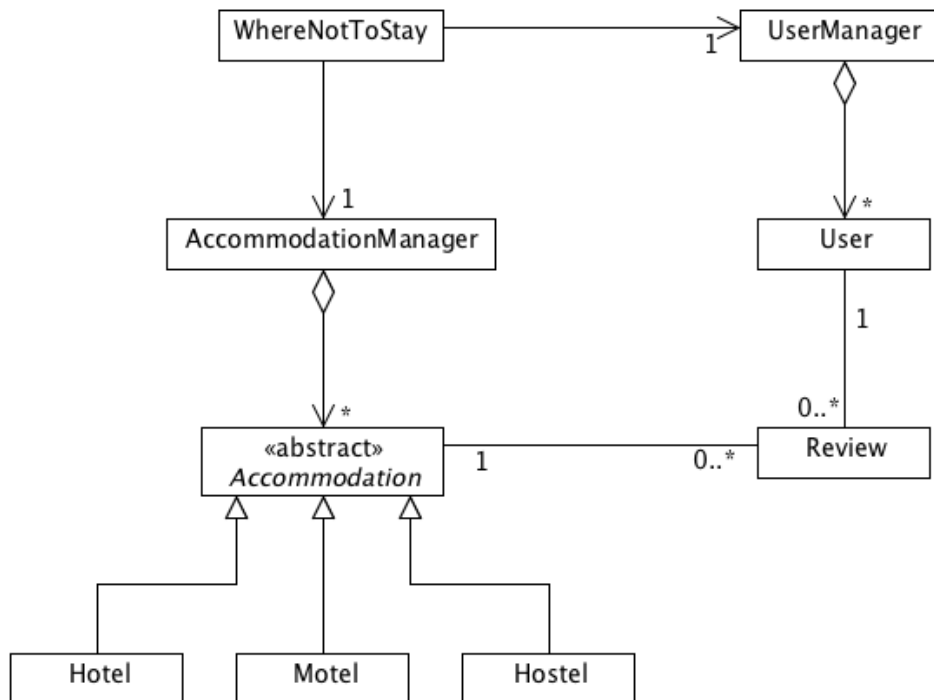 WhereNotToStay
1
UserManager
1
*
AccommodationManager
User
1
*
0..*
«abstract»
Accommodation
1
0..*
Review
Hotel
Motel
Hostel